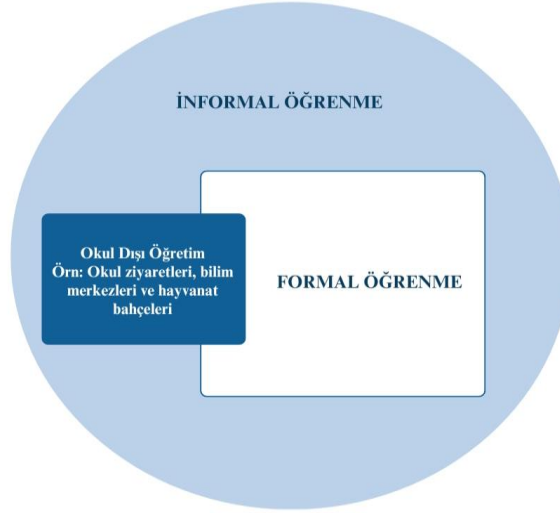 İNFORMAL ÖĞRENME
Okul Dışı Öğretim
Örn: Okul ziyaretleri, bilim
merkezleri ve hayvanat
bahçeleri
FORMAL ÖĞRENME